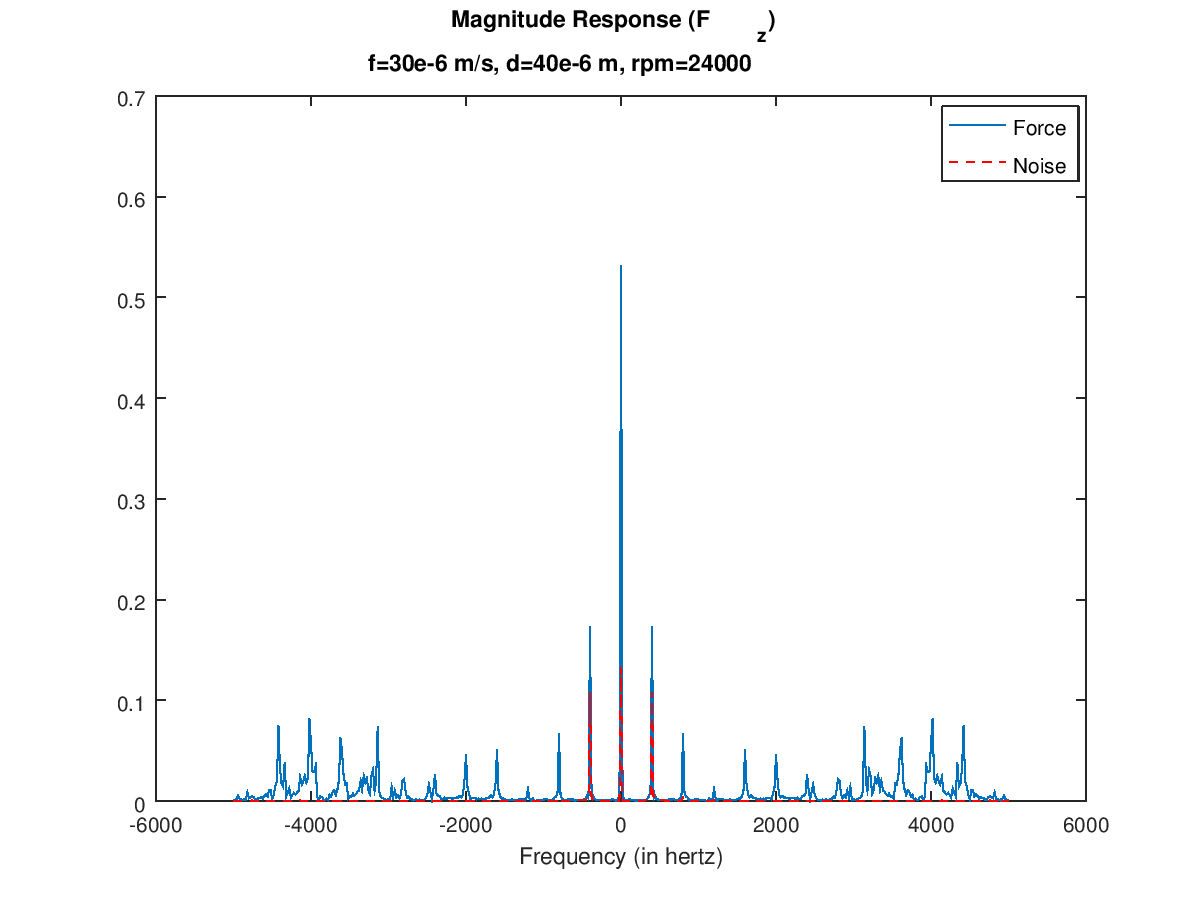 Magnitude Response (F z)
f=30e-6 m/s, d=40e-6 m, rpm=24000
0.7
0.6
0.5
0.4
0.3
0.2
0.1
0
Force
Noise
-6000 -4000 -2000 0 2000 4000 6000
Frequency (in hertz)